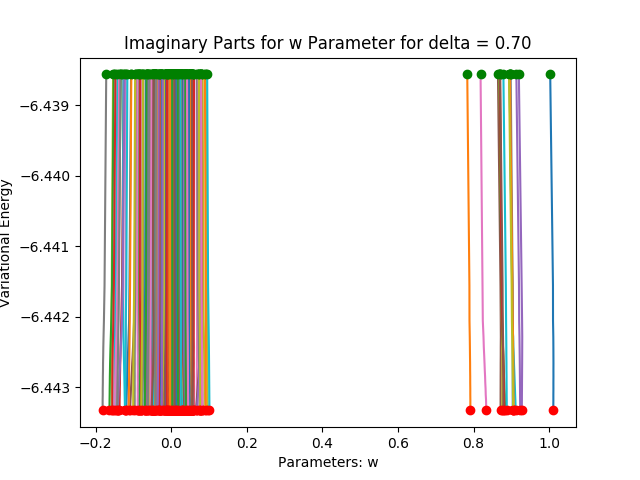 Imaginary Parts for w Parameter for delta = 0.70
−6.439
−6.440
−6.441
−6.442
−6.443
Variational Energy
−0.2 0.0 0.2 0.4 0.6 0.8 1.0
Parameters: w